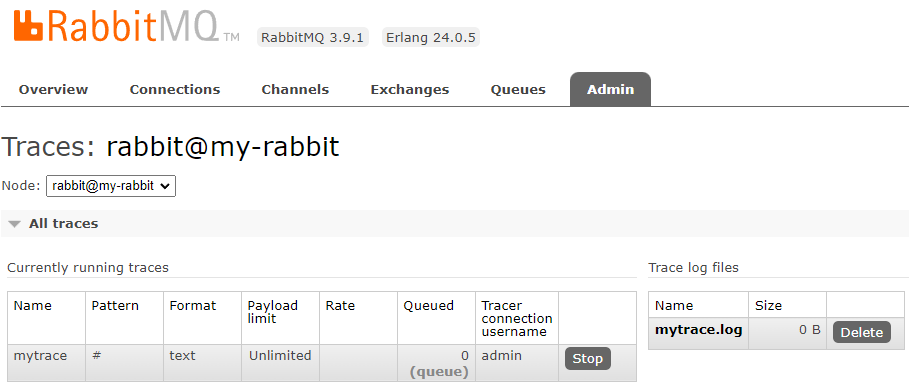 RabbitMQ TM RabbitMQ 3.9.1 Erlang 24.0.5
Overview Connections Channels Exchanges Queues Admin
Traces: rabbit@my-rabbit
Node: rabbit@my-rabbit
All traces
Currently running traces
Name Pattern Format Payload limit Rate Queued Tracer connection username
mytrace # text Unlimited 0 (queue) admin Stop
Trace log files
Name Size
mytrace.log 0 B Delete